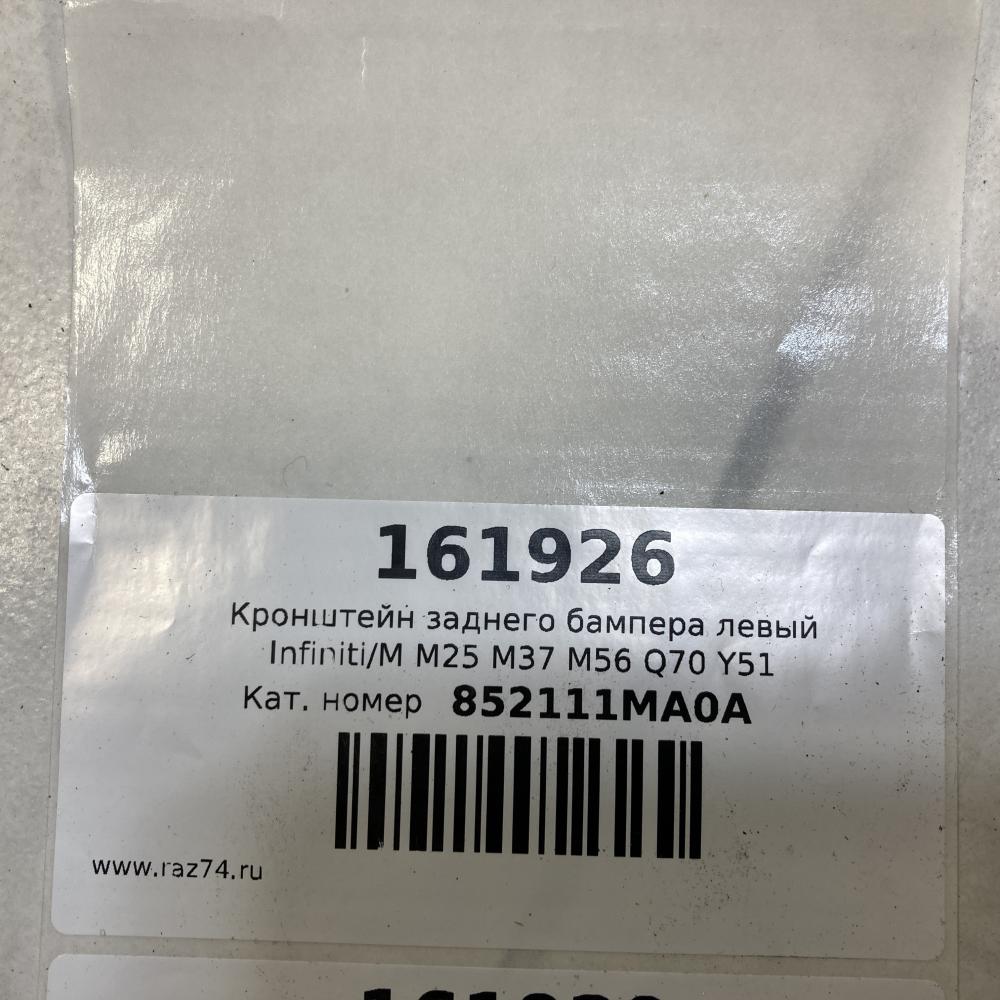 161926
Кронштейн заднего бампера левый
Infiniti/M M25 M37 M56 Q70 Y51
Кат. номер 852111MA0A
www.raz74.ru